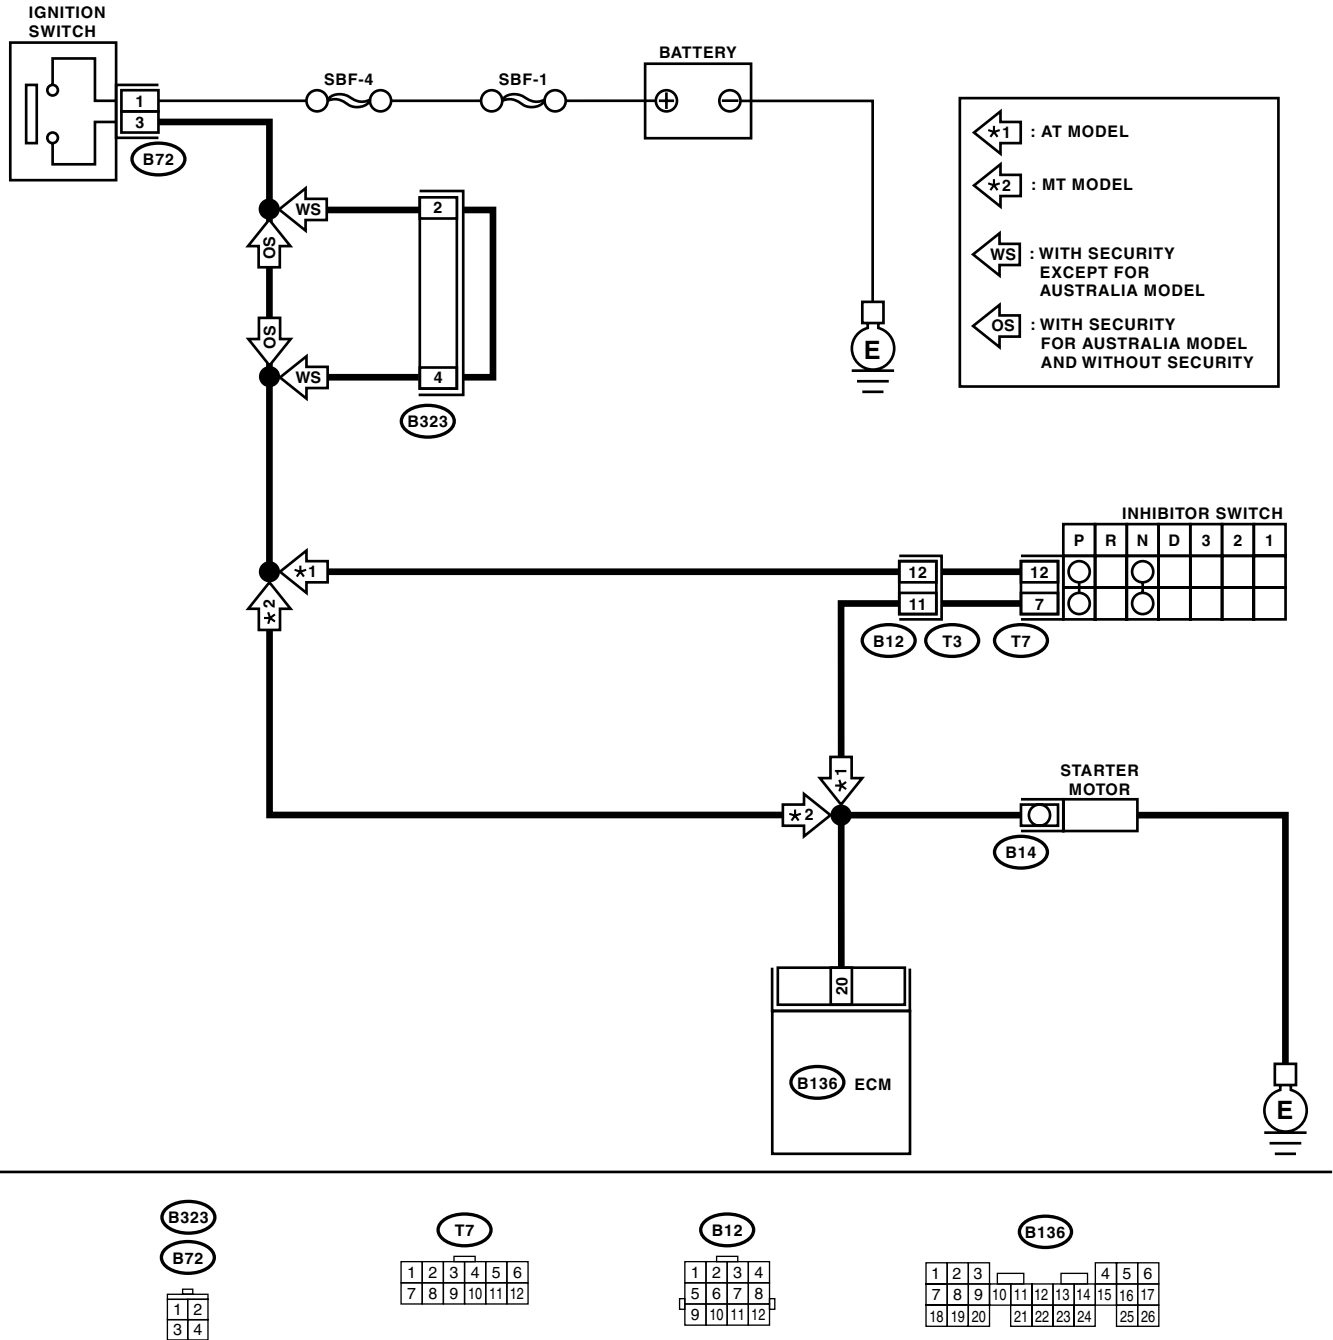 IGNITION
SWITCH
BATTERY
SBF-4
SBF-1
1
3
B72
*1 : AT MODEL
*2 : MT MODEL
WS : WITH SECURITY
EXCEPT FOR
AUSTRALIA MODEL
OS : WITH SECURITY
FOR AUSTRALIA MODEL
AND WITHOUT SECURITY
WS
2
OS
E
OS
WS
4
B323
INHIBITOR SWITCH
P R N D 3 2 1
*1
12
12
*2
11
7
B12
T3
T7
*1
STARTER
MOTOR
*2
B14
20
B136 ECM
E
B323
B72
1 2
3 4
T7
1 2 3 4 5 6
7 8 9 10 11 12
B12
1 2 3 4
5 6 7 8
9 10 11 12
B136
1 2 3 4 5 6
7 8 9 10 11 12 13 14 15 16 17
18 19 20 21 22 23 24 25 26